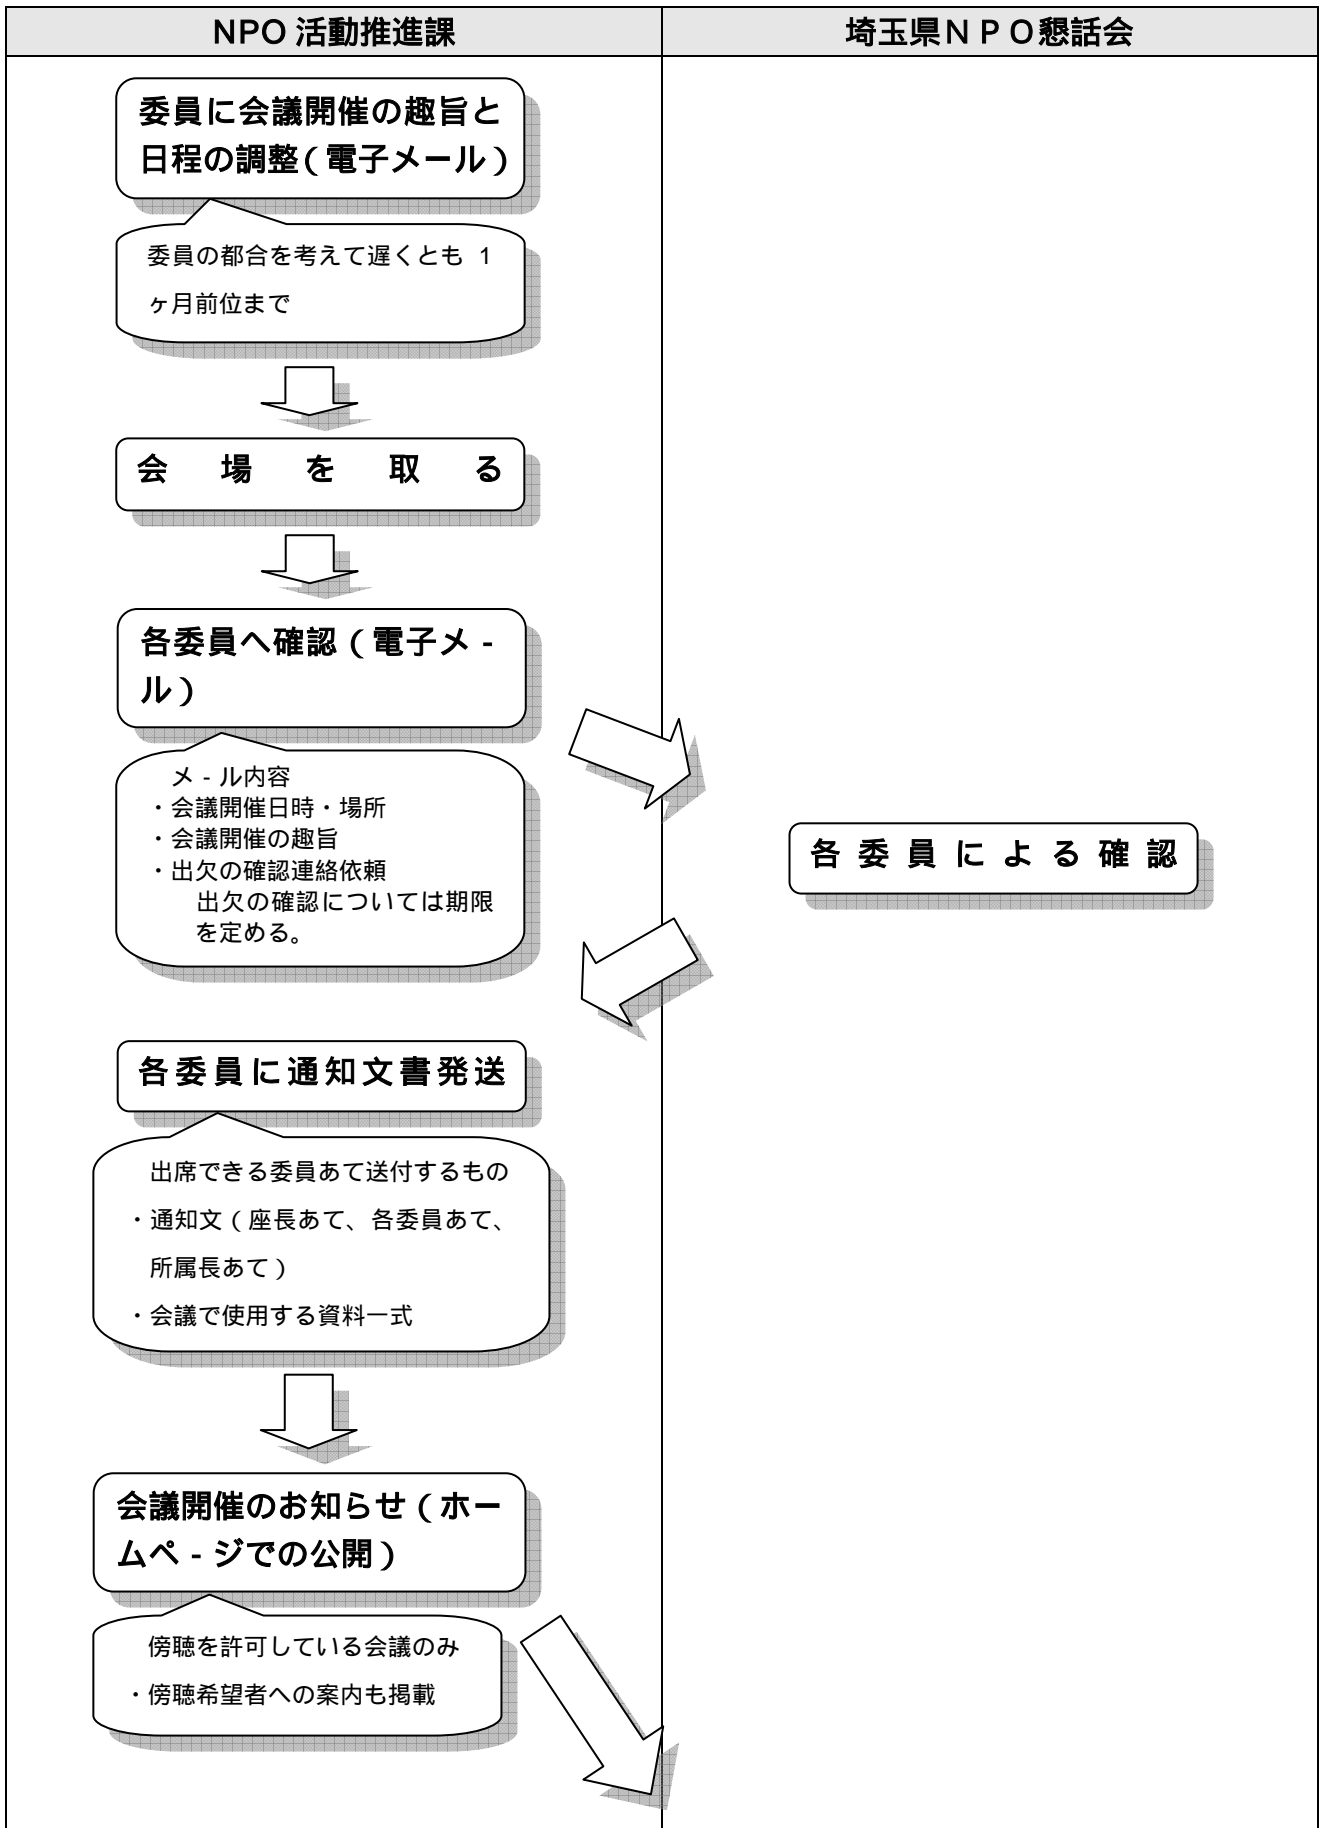 NPO 活動推進課
埼玉県ＮＰＯ懇話会
委員に会議開催の趣旨と
日程の調整（電子メール）
委員の都合を考えて遅くとも 1
ヶ月前位まで
会場を取る
各委員へ確認（電子メ‐
ル）
メ‐ル内容
・会議開催日時・場所
・会議開催の趣旨
・出欠の確認連絡依頼
出欠の確認については期限
を定める。
各委員による確認
各委員に通知文書発送
出席できる委員あて送付するもの
・通知文（座長あて、各委員あて、
所属長あて）
・会議で使用する資料一式
会議開催のお知らせ（ホー
ムペ‐ジでの公開）
傍聴を許可している会議のみ
・傍聴希望者への案内も掲載